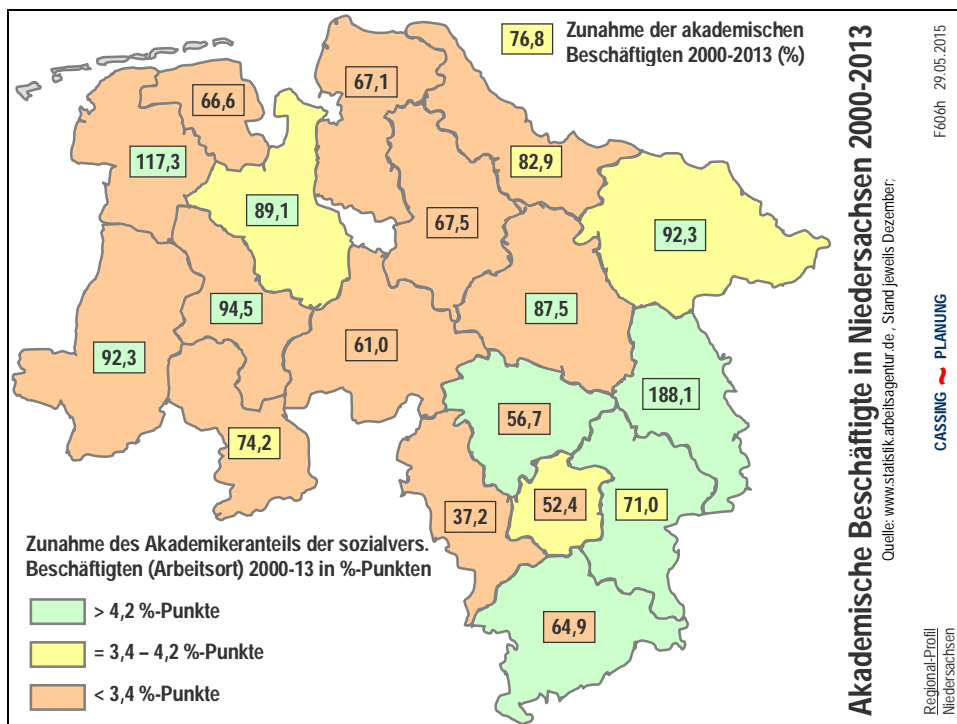 76,8
Zunahme der akademischen
Beschäftigten 2000-2013 (%)
67,1
66,6
117,3
82,9
89,1
67,5
92,3
94,5
87,5
61,0
92,3
188,1
56,7
74,2
52,4
71,0
37,2
64,9
Zunahme des Akademikeranteils der sozialvers.
Beschäftigten (Arbeitsort) 2000-13 in %-Punkten
> 4,2 %-Punkte
= 3,4 – 4,2 %-Punkte
< 3,4 %-Punkte
Akademische Beschäftigte in Niedersachsen 2000-2013
Quelle: www.statistik.arbeitsagentur.de , Stand jeweils Dezember;
F606h 29.05.2015
CASSING ~ PLANUNG
Regional-Profil
Niedersachsen